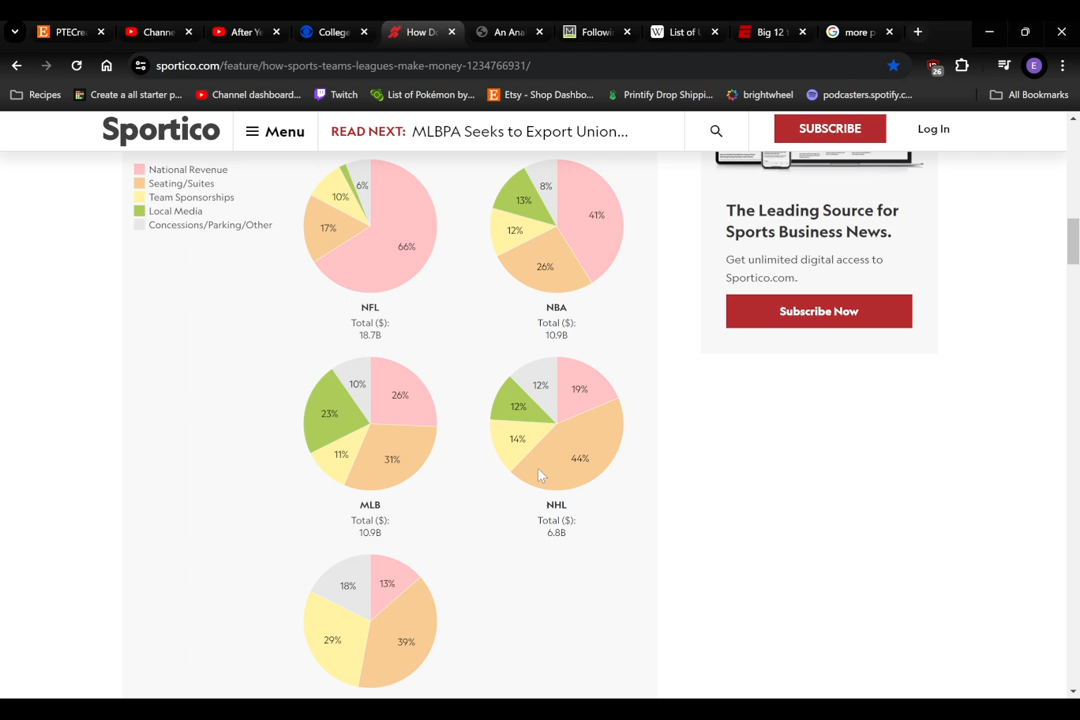 PTECre
Channe
After Y
College
How D
An Ana
Followi
List of U
Big 12 t
more p
sportico.com/feature/how-sports-teams-leagues-make-money-1234766931/
26
E
Recipes
Create a all starter p...
Channel dashboard...
Twitch
List of Pokémon by...
Etsy - Shop Dashbo...
Printify Drop Shippi...
brightwheel
podcasters.spotify.c...
All Bookmarks
Sportico
Menu
READ NEXT: MLBPA Seeks to Export Union...
SUBSCRIBE
Log In
National Revenue
Seating/Suites
Team Sponsorships
Local Media
Concessions/Parking/Other
6%
10%
17%
66%
NFL
Total ($):
18.7B
8%
13%
41%
12%
26%
NBA
Total ($):
10.9B
10%
26%
23%
11%
31%
MLB
Total ($):
10.9B
12%
19%
12%
14%
44%
NHL
Total ($):
6.8B
18%
13%
29%
39%
The Leading Source for
Sports Business News.
Get unlimited digital access to
Sportico.com.
Subscribe Now